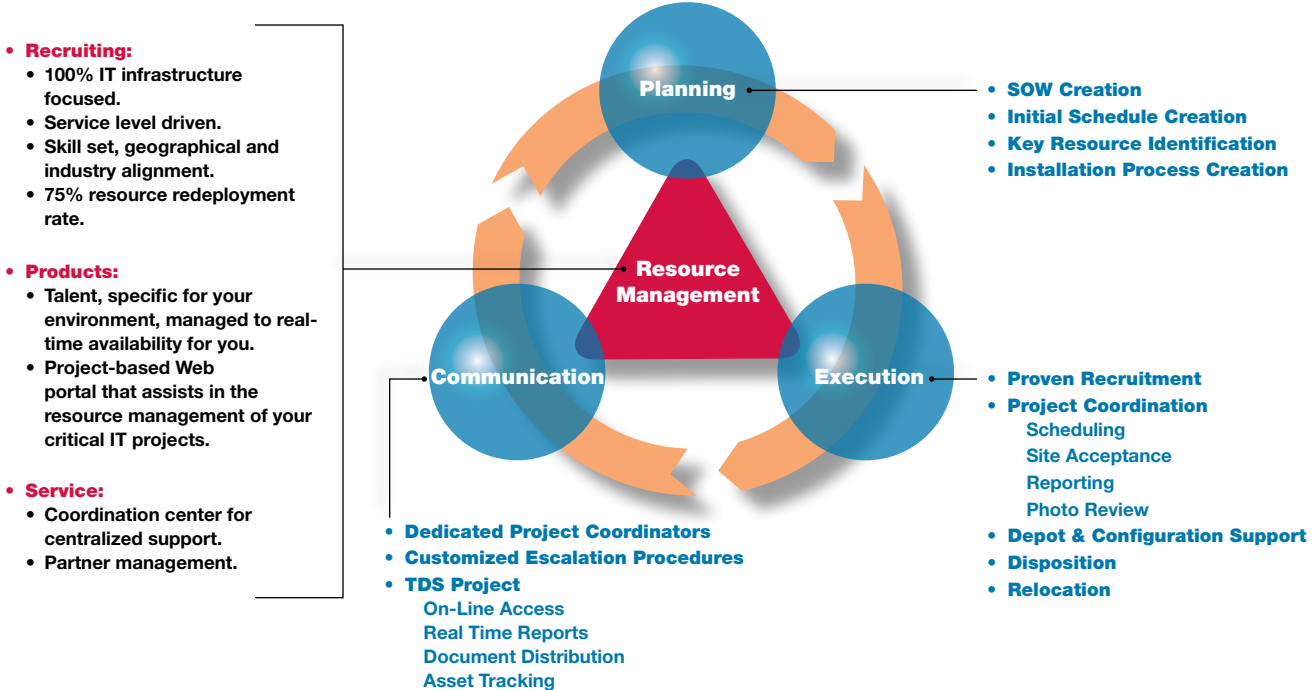 • Recruiting:
• 100% IT infrastructure
focused.
• Service level driven.
• Skill set, geographical and
industry alignment.
• 75% resource redeployment
rate.
• Products:
• Talent, specific for your
environment, managed to real-
time availability for you.
• Project-based Web
portal that assists in the
resource management of your
critical IT projects.
• Service:
• Coordination center for
centralized support.
• Partner management.
Planning
Resource
Management
Communication
Execution
• SOW Creation
• Initial Schedule Creation
• Key Resource Identification
• Installation Process Creation
• Proven Recruitment
• Project Coordination
Scheduling
Site Acceptance
Reporting
Photo Review
• Depot & Configuration Support
• Disposition
• Relocation
• Dedicated Project Coordinators
• Customized Escalation Procedures
• TDS Project
On-Line Access
Real Time Reports
Document Distribution
Asset Tracking